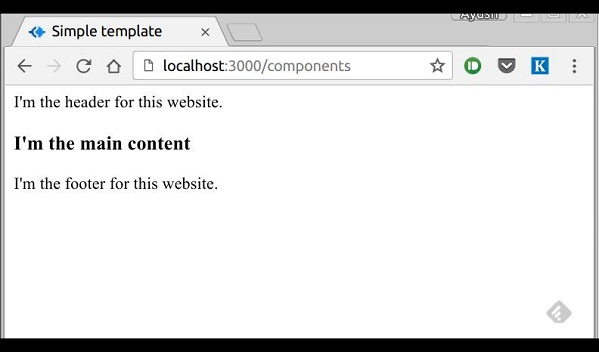 Ayush
Simple template
localhost:3000/components
K
I'm the header for this website.
I'm the main content
I'm the footer for this website.